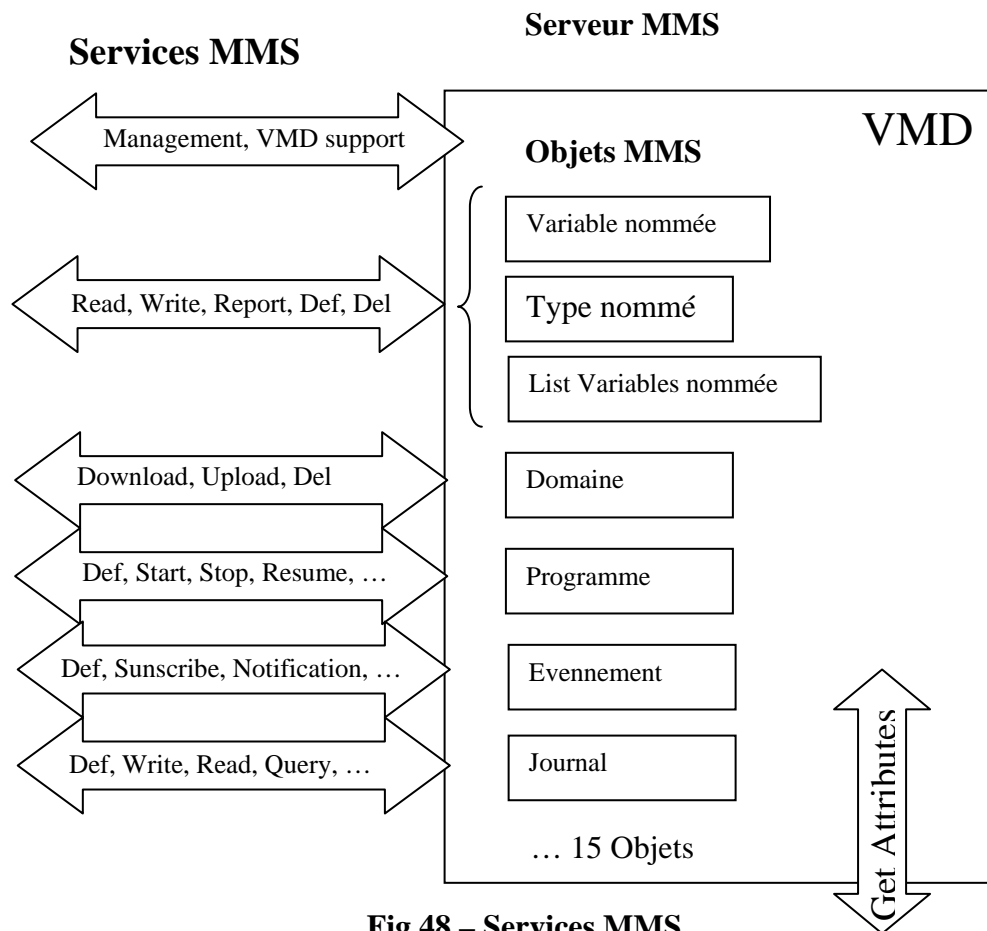 Serveur MMS
Services MMS
VMD
Management, VMD support
Objets MMS
Variable nommée
Read, Write, Report, Def, Del
Type nommé
List Variables nommée
Download, Upload, Del
Domaine
Def, Start, Stop, Resume, …
Programme
Def, Sunscribe, Notification, …
Evennement
Def, Write, Read, Query, …
Journal
… 15 Objets
Get Attributes
Fig 48 – Services MMS